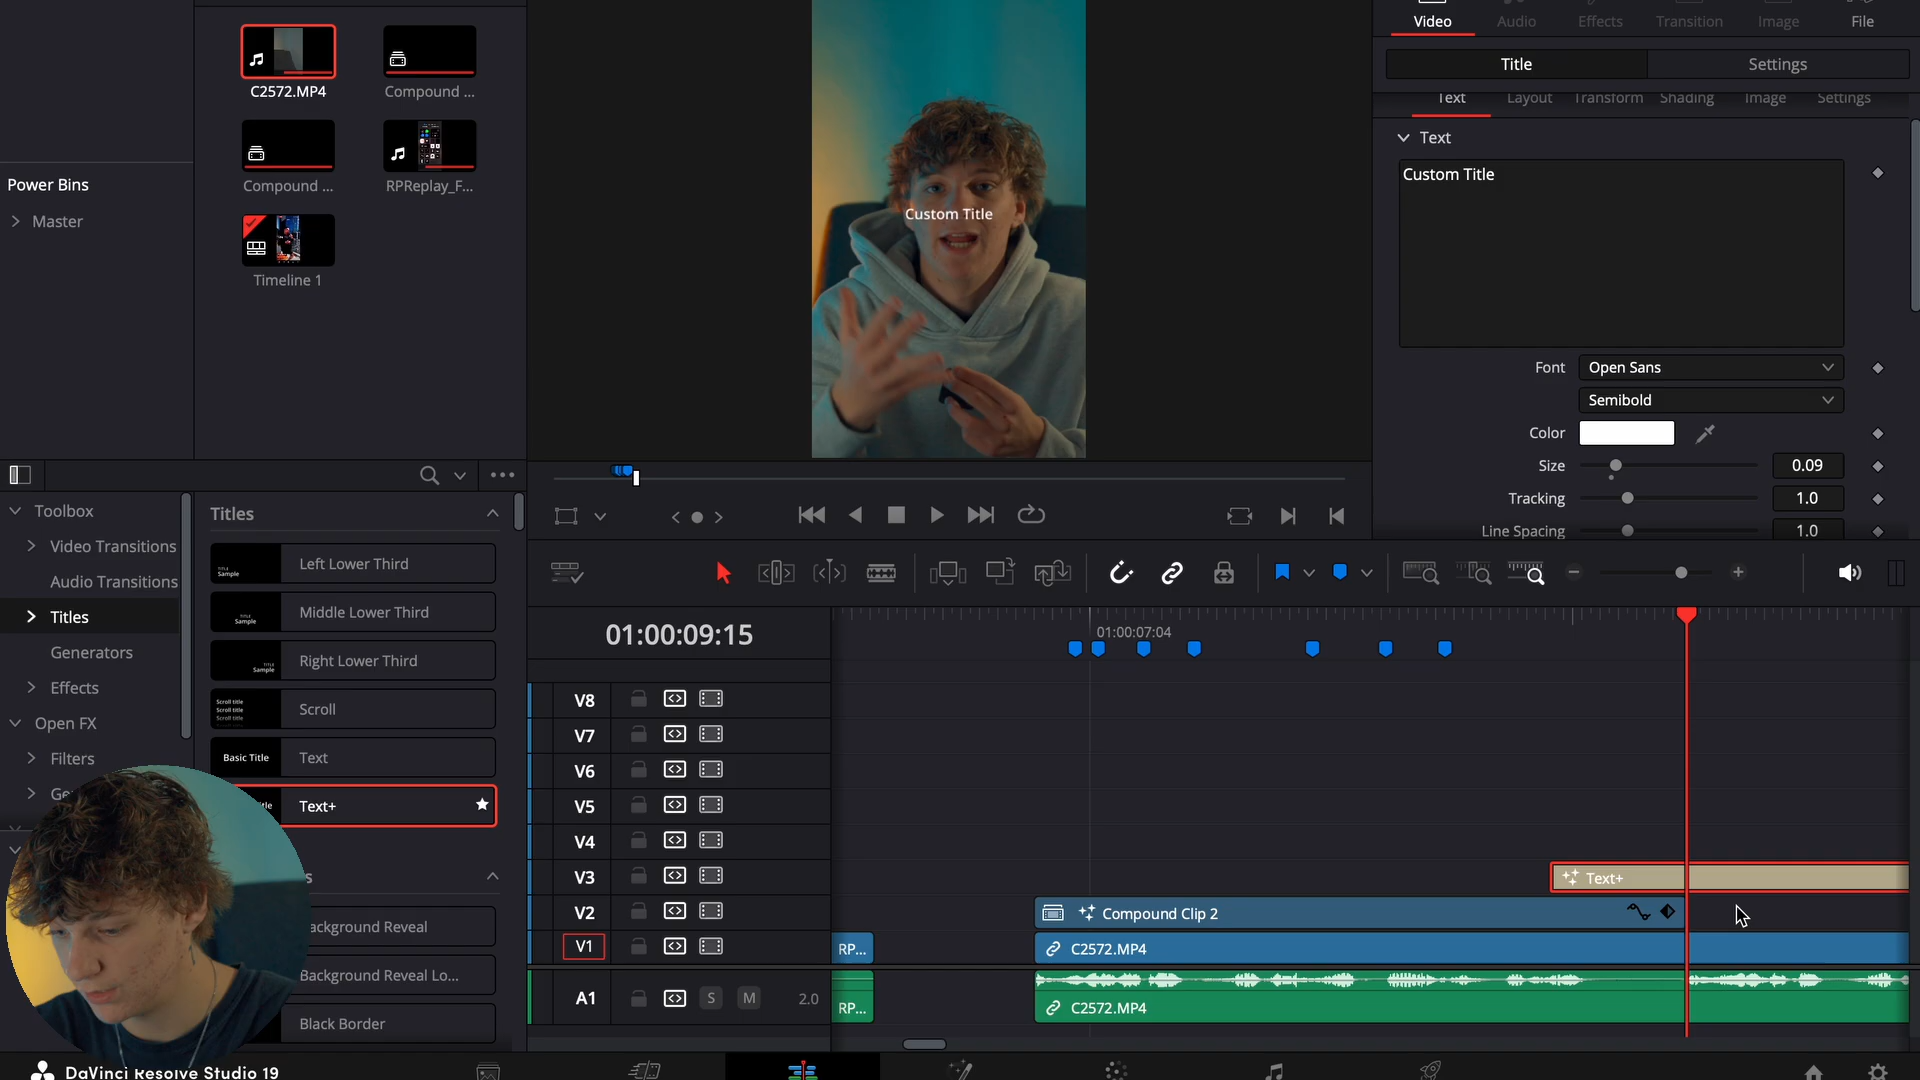 Video
Audio
Effects
Transition
Image
File
Title
Settings
Text
Layout
Transform
Shading
Image
Settings
Text
Custom Title
Font
Open Sans
Semibold
Color
Size
0.09
Tracking
1.0
Line Spacing
1.0
C2572.MP4
Compound ...
Compound ...
RPReplay_F...
Timeline 1
Power Bins
Master
Custom Title
Toolbox
Video Transitions
Audio Transitions
Titles
Generators
Effects
Open FX
Filters
Ge
Titles
Left Lower Third
Middle Lower Third
Right Lower Third
Scroll
Basic Title
Text
Text+
ackground Reveal
ackground Reveal Lo...
Black Border
01:00:09:15
01:00:07:04
V8
V7
V6
V5
V4
V3
Text+
V2
Compound Clip 2
V1
RP...
C2572.MP4
A1
S
M
2.0
RP...
C2572.MP4
DaVinci Resolve Studio 19